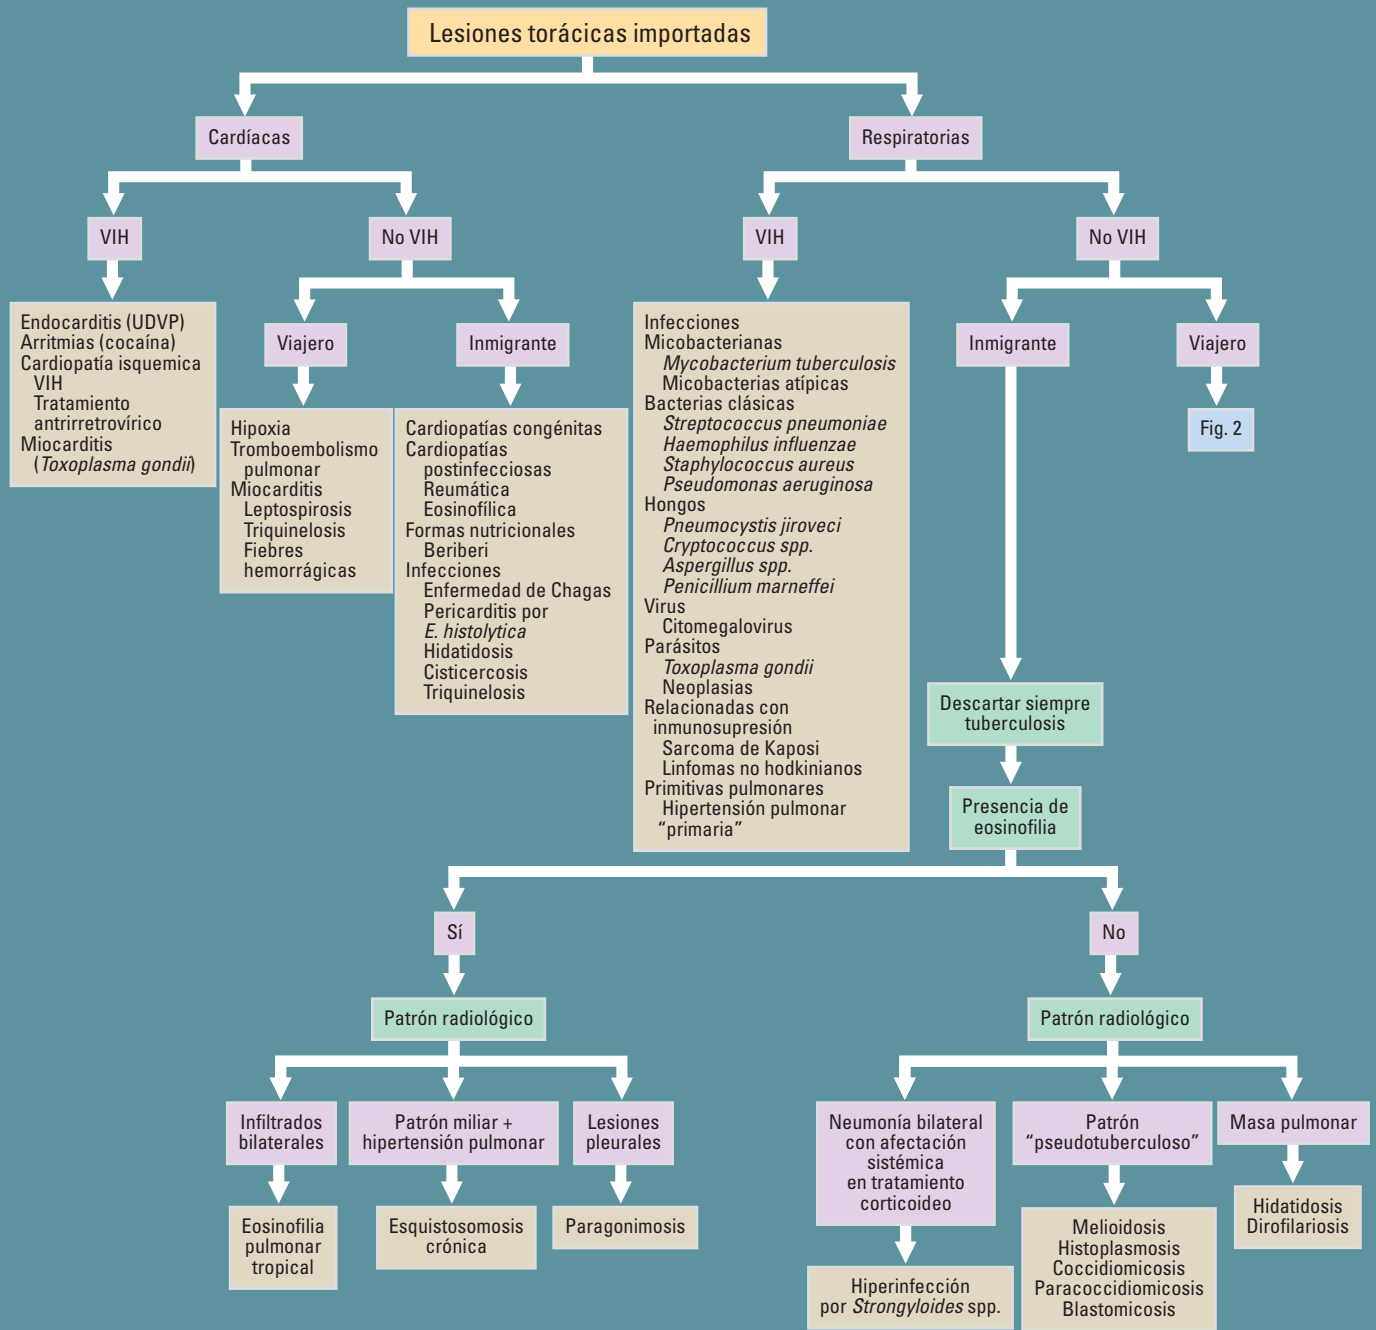 Lesiones torácicas importadas
Cardíacas
Respiratorias
VIH
No VIH
VIH
No VIH
Endocarditis (UDVP)
Arritmias (cocaína)
Cardiopatía isquemica
VIH
Tratamiento
antrirretrovírico
Miocarditis
(Toxoplasma gondii)
Viajero
Inmigrante
Hipoxia
Tromboembolismo
pulmonar
Miocarditis
Leptospirosis
Triquinelosis
Fiebres
hemorrágicas
Cardiopatías congénitas
Cardiopatías
postinfecciosas
Reumática
Eosinofílica
Formas nutricionales
Beriberi
Infecciones
Enfermedad de Chagas
Pericarditis por
E. histolytica
Hidatidosis
Cisticercosis
Triquinelosis
Infecciones
Micobacterianas
Mycobacterium tuberculosis
Micobacterias atípicas
Bacterias clásicas
Streptococcus pneumoniae
Haemophilus influenzae
Staphylococcus aureus
Pseudomonas aeruginosa
Hongos
Pneumocystis jiroveci
Cryptococcus spp.
Aspergillus spp.
Penicillium marneffei
Virus
Citomegalovirus
Parásitos
Toxoplasma gondii
Neoplasias
Relacionadas con
inmunosupresión
Sarcoma de Kaposi
Linfomas no hodkinianos
Primitivas pulmonares
Hipertensión pulmonar
“primaria”
Inmigrante
Viajero
Fig. 2
Descartar siempre
tuberculosis
Presencia de
eosinofilia
Sí
No
Patrón radiológico
Patrón radiológico
Infiltrados
bilaterales
Patrón miliar +
hipertensión pulmonar
Lesiones
pleurales
Eosinofilia
pulmonar
tropical
Esquistosomosis
crónica
Paragonimosis
Neumonía bilateral
con afectación
sistémica
en tratamiento
corticoideo
Patrón
“pseudotuberculoso”
Masa pulmonar
Hiperinfección
por Strongyloides spp.
Melioidosis
Histoplasmosis
Coccidiomicosis
Paracoccidiomicosis
Blastomicosis
Hidatidosis
Dirofilariosis